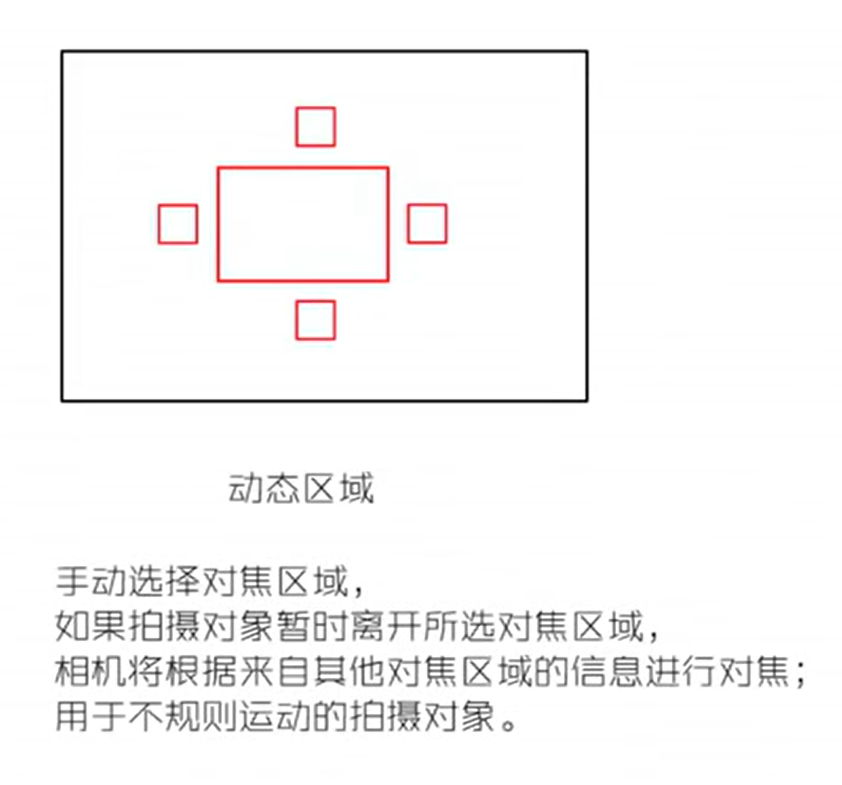 动态区域
手动选择对焦区域，
如果拍摄对象暂时离开所选对焦区域，
相机将根据来自其他对焦区域的信息进行对焦；
用于不规则运动的拍摄对象。